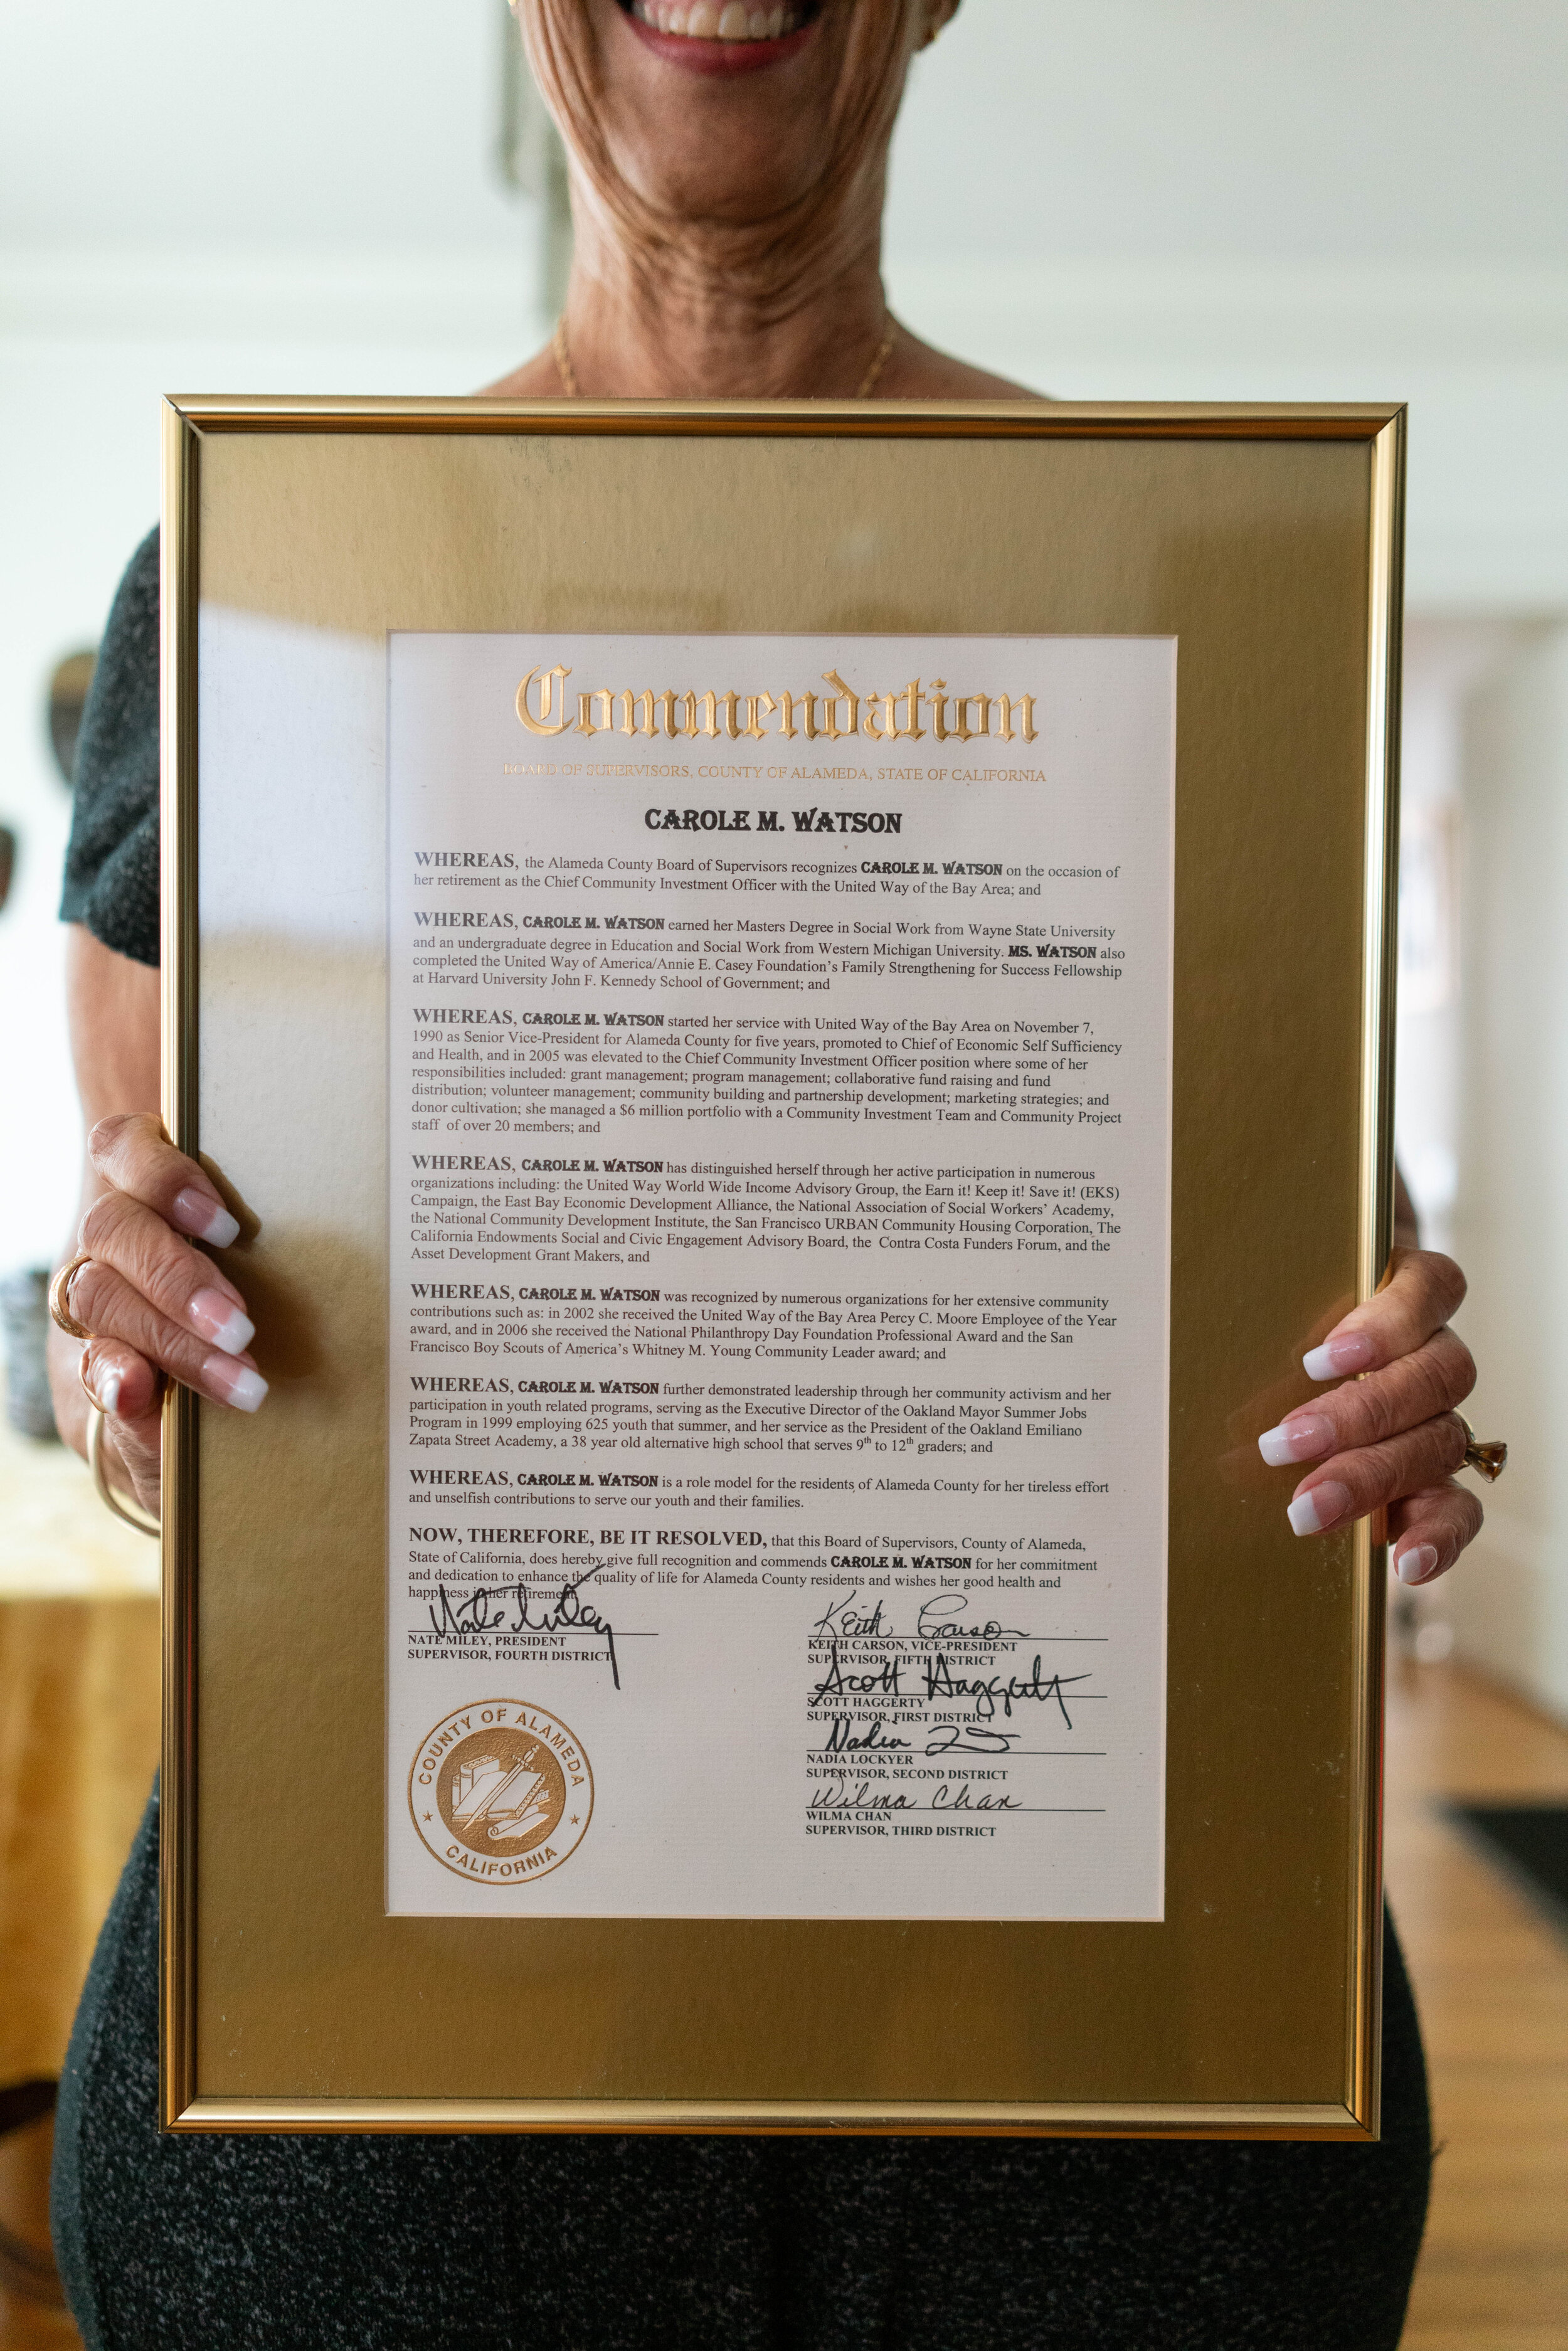 Commendation
BOARD OF SUPERVISORS, COUNTY OF ALAMEDA, STATE OF CALIFORNIA
CAROLE M. WATSON
WHEREAS, the Alameda County Board of Supervisors recognizes CAROLE M. WATSON on the occasion of
her retirement as the Chief Community Investment Officer with the United Way of the Bay Area; and
WHEREAS, CAROLE M. WATSON earned her Masters Degree in Social Work from Wayne State University
and an undergraduate degree in Education and Social Work from Western Michigan University. MS. WATSON also
completed the United Way of America/Annie E. Casey Foundation's Family Strengthening for Success Fellowship
at Harvard University John F. Kennedy School of Government; and
WHEREAS, CAROLE M. WATSON started her service with United Way of the Bay Area on November 7,
1990 as Senior Vice-President for Alameda County for five years, promoted to Chief of Economic Self Sufficiency
and Health, and in 2005 was elevated to the Chief Community Investment Officer position where some of her
responsibilities included: grant management; program management; collaborative fund raising and fund
distribution; volunteer management; community building and partnership development; marketing strategies; and
donor cultivation; she managed a $6 million portfolio with a Community Investment Team and Community Project
staff of over 20 members; and
WHEREAS, CAROLE M. WATSON has distinguished herself through her active participation in numerous
organizations including: the United Way World Wide Income Advisory Group, the Earn it! Keep it! Save it! (EKS)
Campaign, the East Bay Economic Development Alliance, the National Association of Social Workers' Academy,
the National Community Development Institute, the San Francisco URBAN Community Housing Corporation, The
California Endowments Social and Civic Engagement Advisory Board, the Contra Costa Funders Forum, and the
Asset Development Grant Makers, and
WHEREAS, CAROLE M. WATSON was recognized by numerous organizations for her extensive community
contributions such as: in 2002 she received the United Way of the Bay Area Percy C. Moore Employee of the Year
award, and in 2006 she received the National Philanthropy Day Foundation Professional Award and the San
Francisco Boy Scouts of America's Whitney M. Young Community Leader award; and
WHEREAS, CAROLE M. WATSON further demonstrated leadership through her community activism and her
participation in youth related programs, serving as the Executive Director of the Oakland Mayor Summer Jobs
Program in 1999 employing 625 youth that summer, and her service as the President of the Oakland Emiliano
Zapata Street Academy, a 38 year old alternative high school that serves 9th to 12th graders; and
WHEREAS, CAROLE M. WATSON is a role model for the residents of Alameda County for her tireless effort
and unselfish contributions to serve our youth and their families.
NOW, THEREFORE, BE IT RESOLVED, that this Board of Supervisors, County of Alameda,
State of California, does hereby give full recognition and commends CAROLE M. WATSON for her commitment
and dedication to enhance the quality of life for Alameda County residents and wishes her good health and
happiness in her retirement
Nate Miley
NATE MILEY, PRESIDENT
SUPERVISOR, FOURTH DISTRICT
Keith Carson
KEITH CARSON, VICE-PRESIDENT
SUPERVISOR, FIFTH DISTRICT
Scott Haggerty
SCOTT HAGGERTY
SUPERVISOR, FIRST DISTRICT
Nadia
NADIA LOCKYER
SUPERVISOR, SECOND DISTRICT
Wilma Chan
WILMA CHAN
SUPERVISOR, THIRD DISTRICT
COUNTY OF ALAMEDA
CALIFORNIA